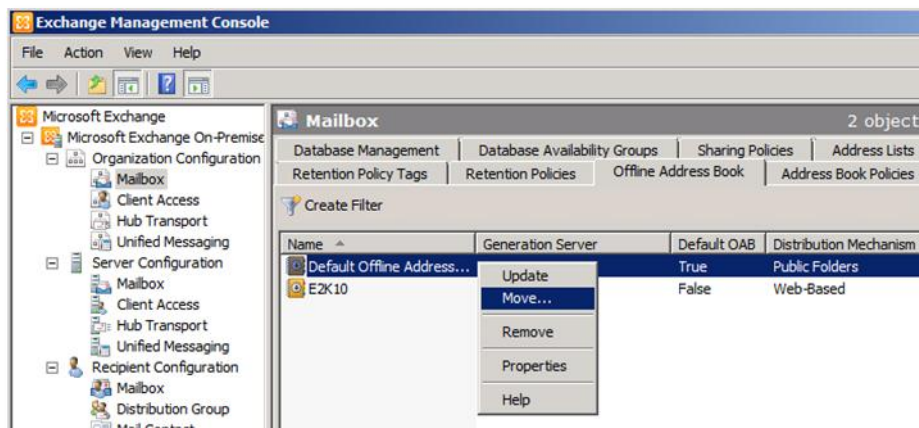 Exchange Management Console
File Action View Help
Microsoft Exchange
Microsoft Exchange On-Premise
Organization Configuration
Mailbox
Client Access
Hub Transport
Unified Messaging
Server Configuration
Mailbox
Client Access
Hub Transport
Unified Messaging
Recipient Configuration
Mailbox
Distribution Group
Mail Contact
Mailbox 2 object
Database Management Database Availability Groups Sharing Policies Address Lists
Retention Policy Tags Retention Policies Offline Address Book Address Book Policies
Create Filter
Name Generation Server Default OAB Distribution Mechanism
Default Offline Address... True Public Folders
E2K10 False Web-Based
Update
Move...
Remove
Properties
Help